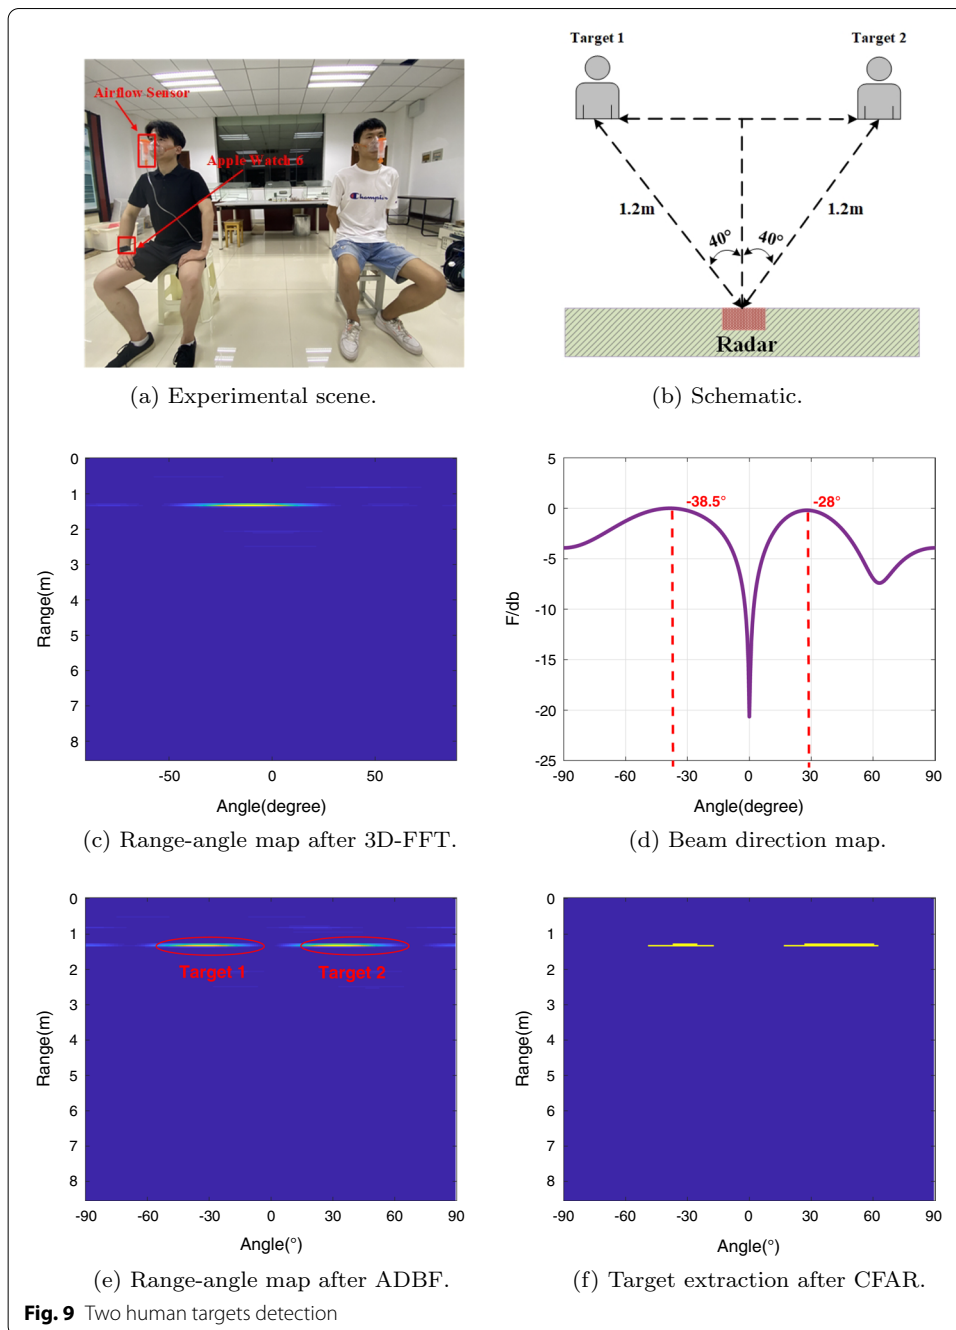 Airflow Sensor
Apple Watch 6
Champion
(a) Experimental scene.
Target 1
Target 2
1.2m
1.2m
40°
40°
Radar
(b) Schematic.
0
1
2
3
4
5
6
7
8
Range(m)
-50
0
50
Angle(degree)
(c) Range-angle map after 3D-FFT.
5
0
-5
-10
-15
-20
-25
F/db
-38.5°
-28°
-90
-60
-30
0
30
60
90
Angle(degree)
(d) Beam direction map.
0
1
2
3
4
5
6
7
8
Range(m)
Target 1
Target 2
-90
-60
-30
0
30
60
90
Angle(°)
(e) Range-angle map after ADBF.
0
1
2
3
4
5
6
7
8
Range(m)
-90
-60
-30
0
30
60
90
Angle(°)
(f) Target extraction after CFAR.
Fig. 9 Two human targets detection